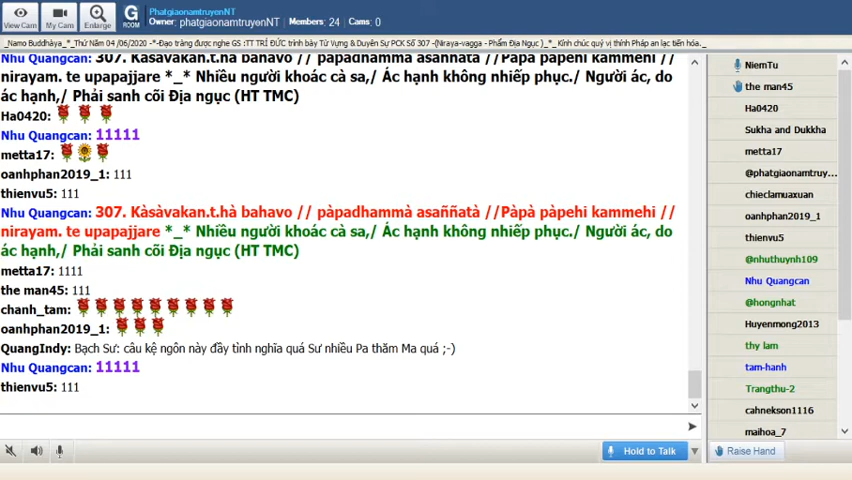 View Cam
My Cam
Enlarge
G
ROOM
PhatgiaonamtruyenNT
Owner: phatgiaonamtruyenNT Members: 24 Cams: 0
_Namo Buddhàya_*_Thứ Năm 04 /06/2020 -*-Đạo tràng được nghe GS :TT TRÍ ĐỨC trình bày Từ Vựng & Duyên Sự PCK Số 307 -(Niraya-vagga - Phẩm Địa Ngục )_*_ Kính chúc quý vị thính Pháp an lạc tiến hóa._
Nhu Quangcan: 307. Kàsàvakan.t.hà bahavo // pàpadhammà asaññatà //Pàpà pàpehi kammehi //
nirayam. te upapajjare *_* Nhiều người khoác cà sa,/ Ác hạnh không nhiếp phục./ Người ác, do
ác hạnh,/ Phải sanh cõi Địa ngục (HT TMC)
Ha0420:
Nhu Quangcan: 11111
metta17:
oanhphan2019_1: 111
thienvu5: 111
Nhu Quangcan: 307. Kàsàvakan.t.hà bahavo // pàpadhammà asaññatà //Pàpà pàpehi kammehi //
nirayam. te upapajjare *_* Nhiều người khoác cà sa,/ Ác hạnh không nhiếp phục./ Người ác, do
ác hạnh,/ Phải sanh cõi Địa ngục (HT TMC)
metta17: 1111
the man45: 111
chanh_tam:
oanhphan2019_1:
QuangIndy: Bạch Sư: câu kệ ngôn này đầy tình nghĩa quá Sư nhiều Pa thăm Ma quá ;-)
Nhu Quangcan: 11111
thienvu5: 111
Hold to Talk
NiemTu
the man45
Ha0420
Sukha and Dukkha
metta17
@phatgiaonamtruy...
chieclamuaxuan
oanhphan2019_1
thienvu5
@nhuthuynh109
Nhu Quangcan
@hongnhat
Huyenmong2013
thy lam
tam-hanh
Trangthu-2
cahnekson1116
maihoa_7
Raise Hand